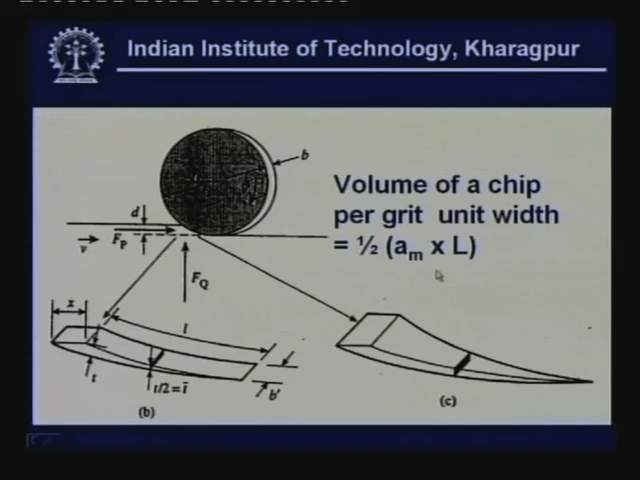 Indian Institute of Technology, Kharagpur
b
Volume of a chip
per grit unit width
= ½ (am x L)
d
v
FP
FQ
x
l
t
t/2 = t̅
b'
(b)
(c)